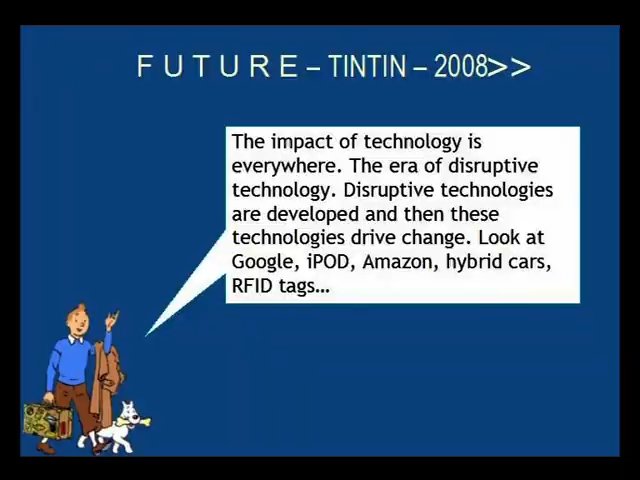 F U T U R E – TINTIN – 2008>>
The impact of technology is
everywhere. The era of disruptive
technology. Disruptive technologies
are developed and then these
technologies drive change. Look at
Google, iPOD, Amazon, hybrid cars,
RFID tags…